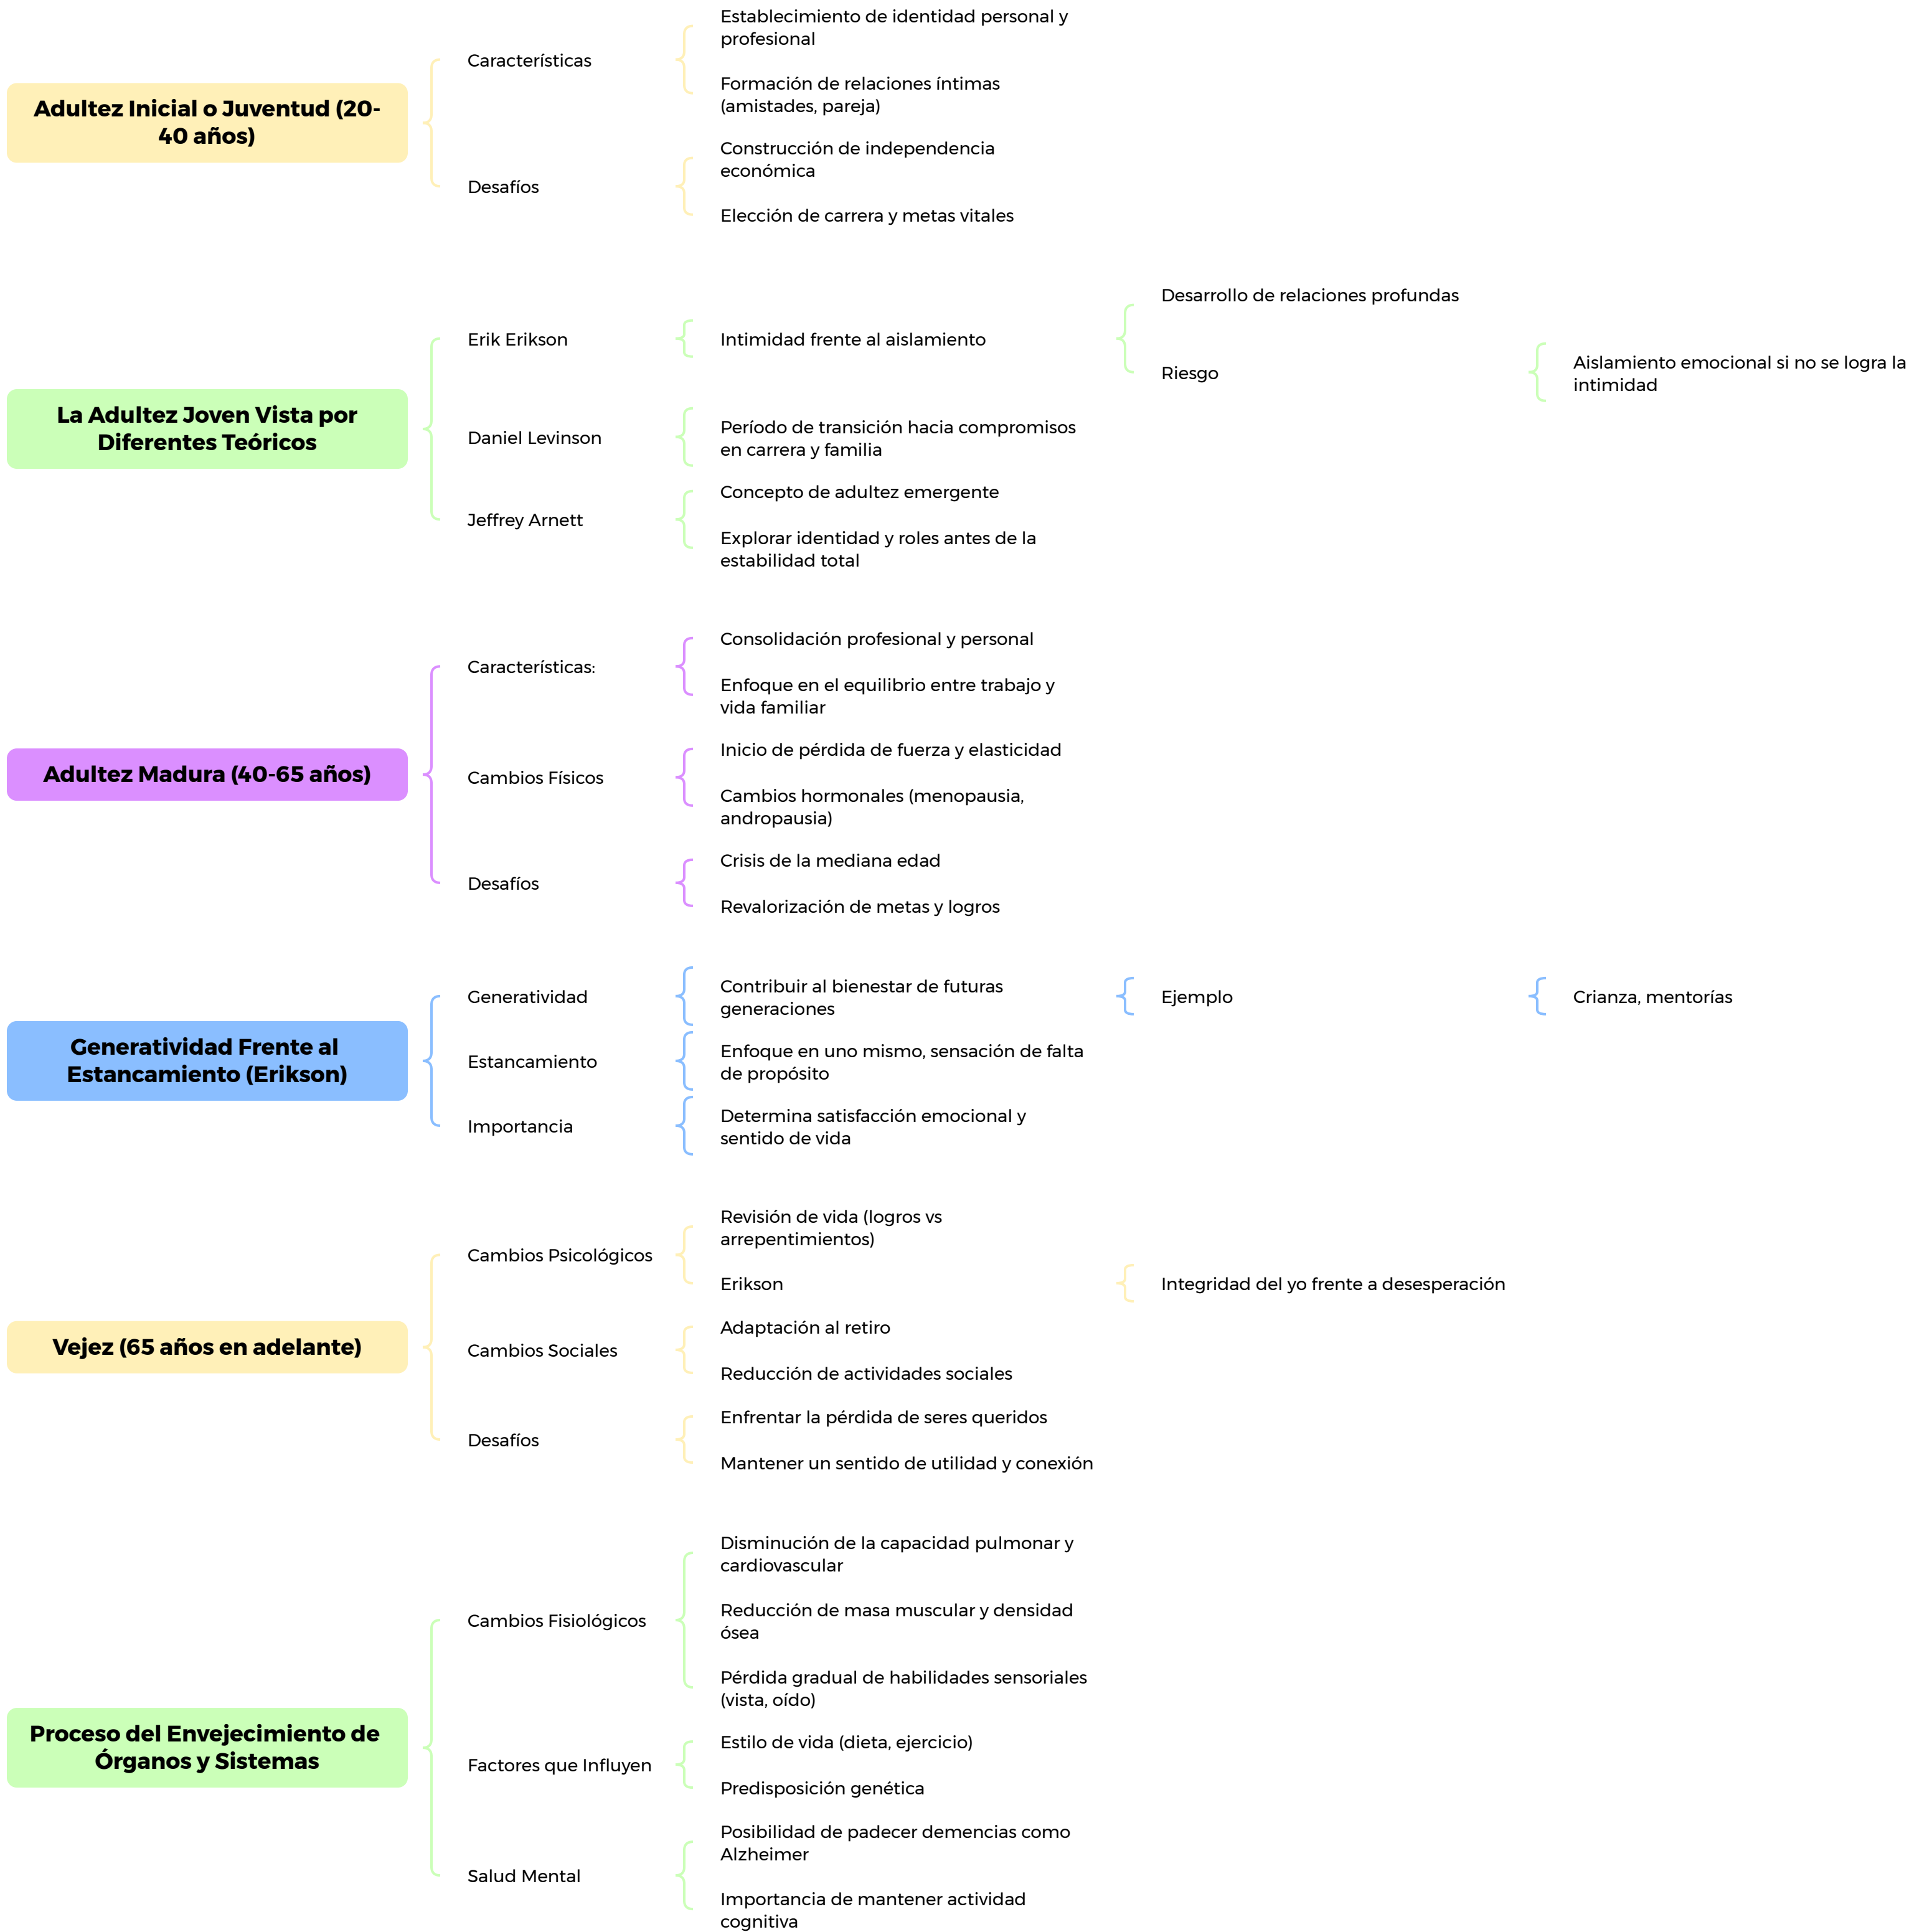 Adultez Inicial o Juventud (20-
40 años)
Características
Establecimiento de identidad personal y
profesional
Formación de relaciones íntimas
(amistades, pareja)
Desafíos
Construcción de independencia
económica
Elección de carrera y metas vitales
La Adultez Joven Vista por
Diferentes Teóricos
Erik Erikson
Intimidad frente al aislamiento
Desarrollo de relaciones profundas
Riesgo
Aislamiento emocional si no se logra la
intimidad
Daniel Levinson
Período de transición hacia compromisos
en carrera y familia
Jeffrey Arnett
Concepto de adultez emergente
Explorar identidad y roles antes de la
estabilidad total
Adultez Madura (40-65 años)
Características:
Consolidación profesional y personal
Enfoque en el equilibrio entre trabajo y
vida familiar
Cambios Físicos
Inicio de pérdida de fuerza y elasticidad
Cambios hormonales (menopausia,
andropausia)
Desafíos
Crisis de la mediana edad
Revalorización de metas y logros
Generatividad Frente al
Estancamiento (Erikson)
Generatividad
Contribuir al bienestar de futuras
generaciones
Ejemplo
Crianza, mentorías
Estancamiento
Enfoque en uno mismo, sensación de falta
de propósito
Importancia
Determina satisfacción emocional y
sentido de vida
Vejez (65 años en adelante)
Cambios Psicológicos
Revisión de vida (logros vs
arrepentimientos)
Erikson
Integridad del yo frente a desesperación
Cambios Sociales
Adaptación al retiro
Reducción de actividades sociales
Desafíos
Enfrentar la pérdida de seres queridos
Mantener un sentido de utilidad y conexión
Proceso del Envejecimiento de
Órganos y Sistemas
Cambios Fisiológicos
Disminución de la capacidad pulmonar y
cardiovascular
Reducción de masa muscular y densidad
ósea
Pérdida gradual de habilidades sensoriales
(vista, oído)
Factores que Influyen
Estilo de vida (dieta, ejercicio)
Predisposición genética
Salud Mental
Posibilidad de padecer demencias como
Alzheimer
Importancia de mantener actividad
cognitiva